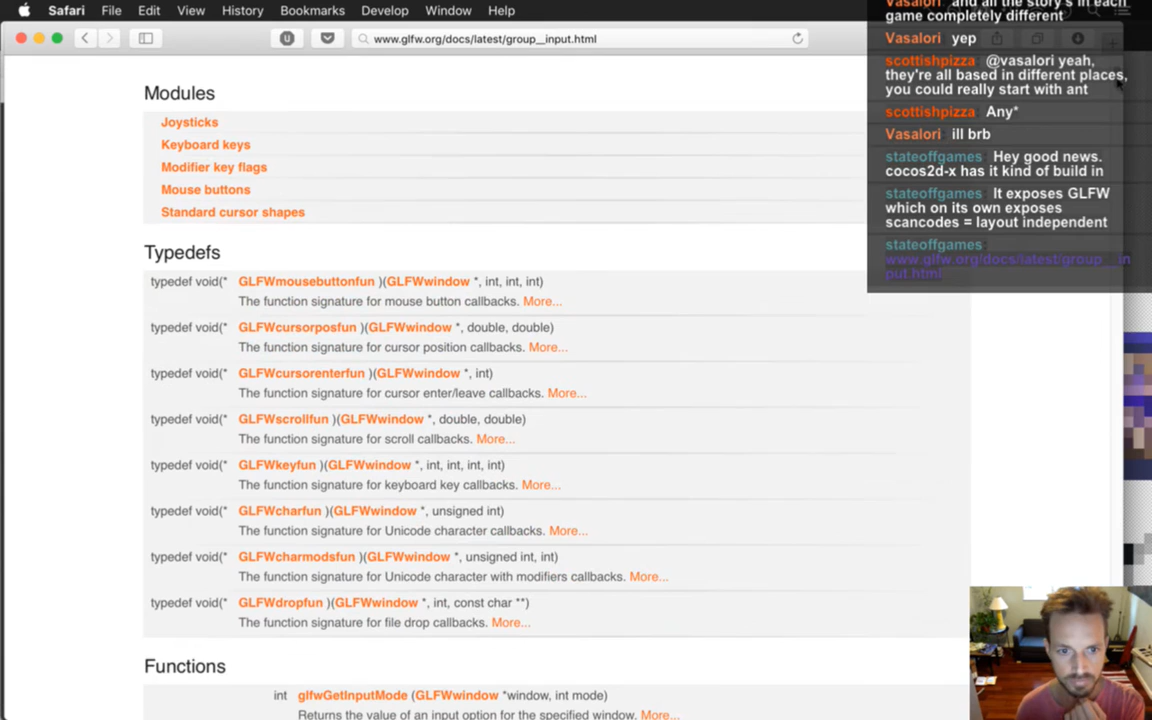 Safari File Edit View History Bookmarks Develop Window Help
www.glfw.org/docs/latest/group__input.html
Modules
Joysticks
Keyboard keys
Modifier key flags
Mouse buttons
Standard cursor shapes
Typedefs
typedef void(* GLFWmousebuttonfun )(GLFWwindow *, int, int, int)
The function signature for mouse button callbacks. More...
typedef void(* GLFWcursorposfun )(GLFWwindow *, double, double)
The function signature for cursor position callbacks. More...
typedef void(* GLFWcursorenterfun )(GLFWwindow *, int)
The function signature for cursor enter/leave callbacks. More...
typedef void(* GLFWscrollfun )(GLFWwindow *, double, double)
The function signature for scroll callbacks. More...
typedef void(* GLFWkeyfun )(GLFWwindow *, int, int, int, int)
The function signature for keyboard key callbacks. More...
typedef void(* GLFWcharfun )(GLFWwindow *, unsigned int)
The function signature for Unicode character callbacks. More...
typedef void(* GLFWcharmodsfun )(GLFWwindow *, unsigned int, int)
The function signature for Unicode character with modifiers callbacks. More...
typedef void(* GLFWdropfun )(GLFWwindow *, int, const char **)
The function signature for file drop callbacks. More...
Functions
int glfwGetInputMode (GLFWwindow *window, int mode)
Returns the value of an input option for the specified window. More...
Vasalori and all the story's in each
game completely different
Vasalori yep
scottishpizza @vasalori yeah,
they're all based in different places,
you could really start with ant
scottishpizza Any*
Vasalori ill brb
stateoffgames Hey good news.
cocos2d-x has it kind of build in
stateoffgames It exposes GLFW
which on its own exposes
scancodes = layout independent
stateoffgames
www.glfw.org/docs/latest/group__in
put.html